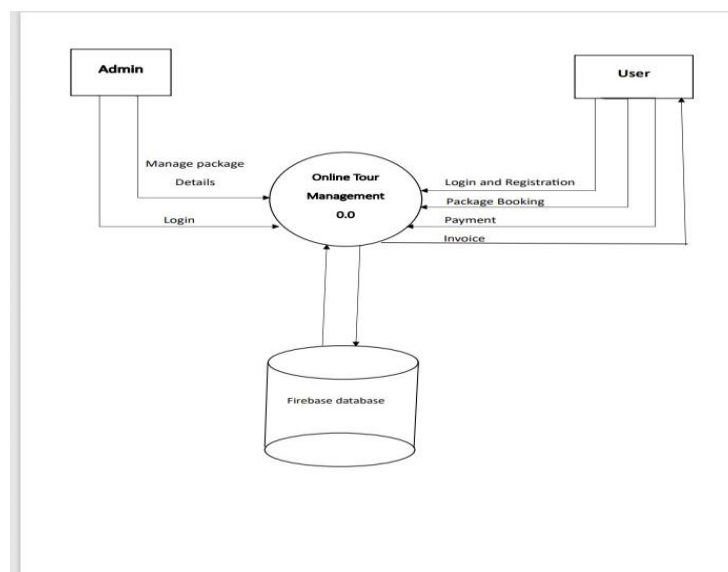 Admin
User
Manage package
Details
Login
Online Tour
Management
0.0
Login and Registration
Package Booking
Payment
Invoice
Firebase database